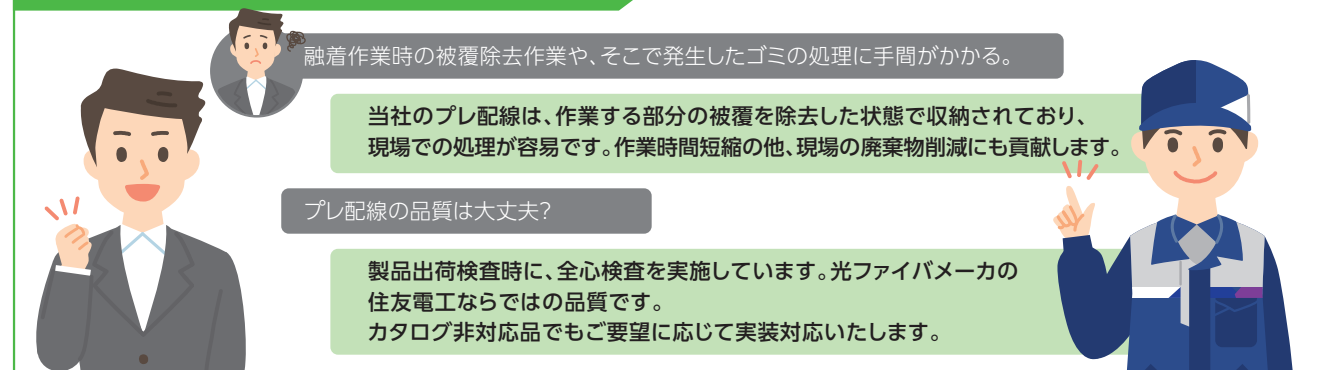 融着作業時の被覆除去作業や、そこで発生したゴミの処理に手間がかかる。
当社のプレ配線は、作業する部分の被覆を除去した状態で収納されており、
現場での処理が容易です。作業時間短縮の他、現場の廃棄物削減にも貢献します。
プレ配線の品質は大丈夫?
製品出荷検査時に、全心検査を実施しています。光ファイバメーカの
住友電工ならではの品質です。
カタログ非対応品でもご要望に応じて実装対応いたします。